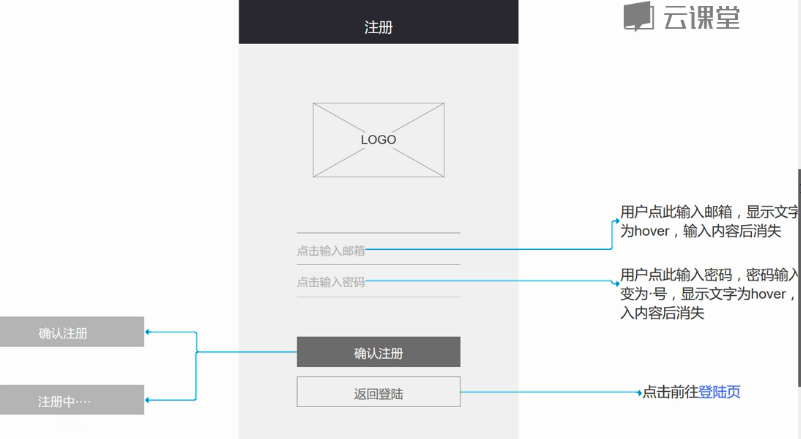 注册
云课堂
LOGO
用户点此输入邮箱，显示文字
为hover，输入内容后消失
点击输入邮箱
用户点此输入密码，密码输入
变为·号，显示文字为hover，
入内容后消失
点击输入密码
确认注册
确认注册
注册中····
返回登陆
点击前往登陆页